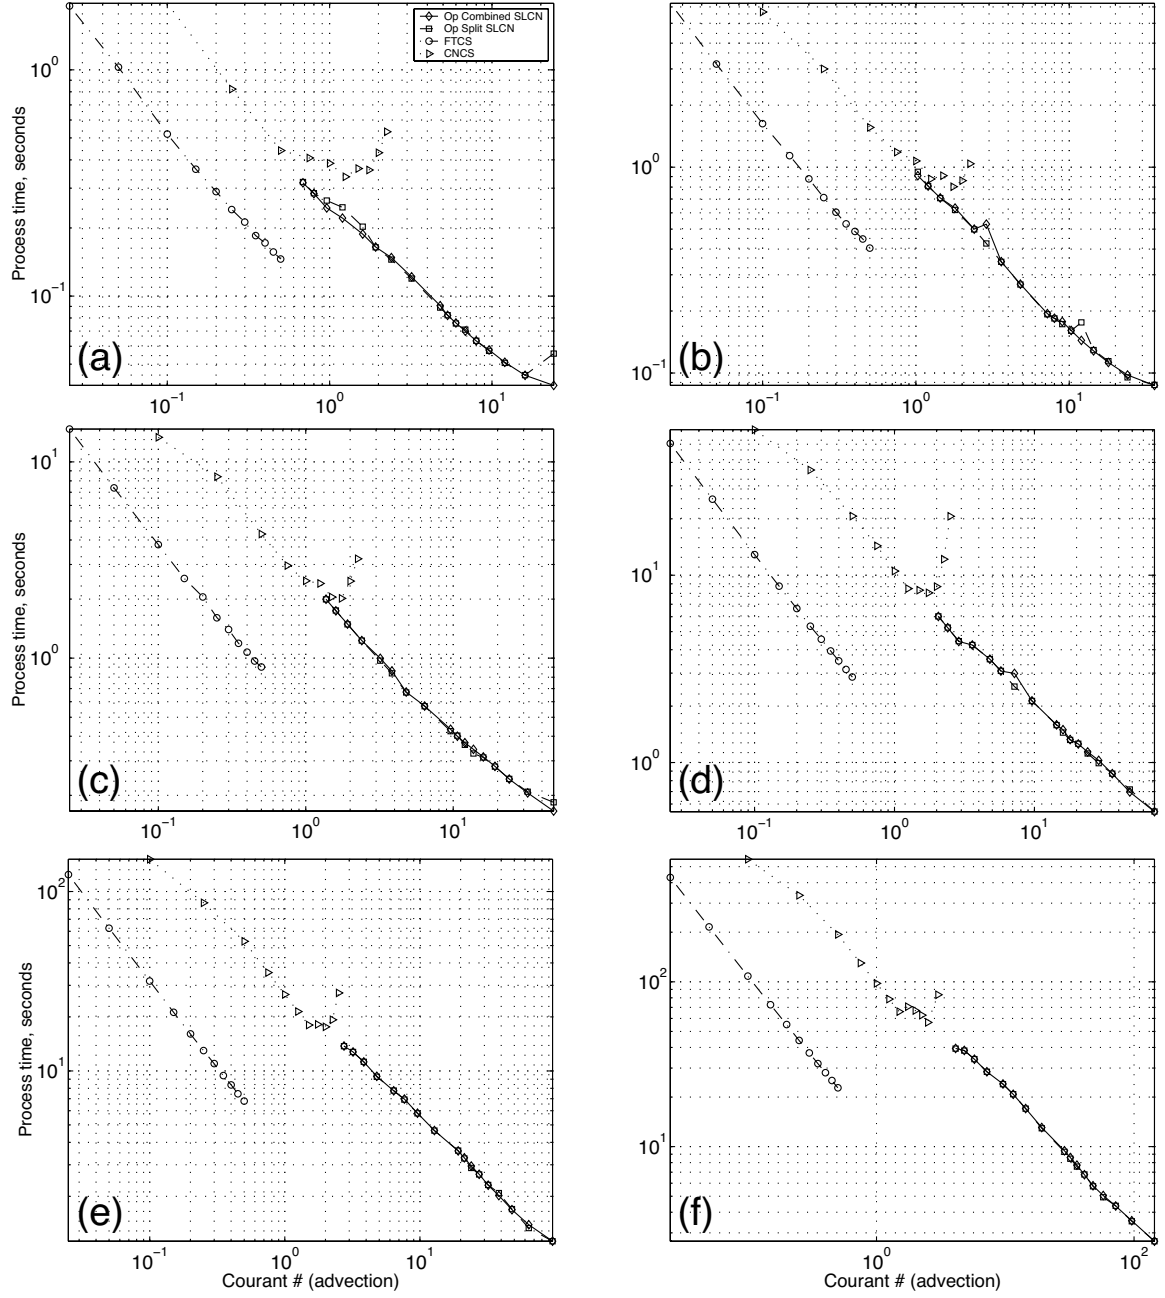 Op Combined SLCN
Op Split SLCN
FTCS
CNCS
Process time, seconds
10^0
10^−1
(a)
10^−1
10^0
10^1
10^0
10^−1
(b)
10^−1
10^0
10^1
Process time, seconds
10^1
10^0
(c)
10^−1
10^0
10^1
10^1
10^0
(d)
10^−1
10^0
10^1
Process time, seconds
10^2
10^1
(e)
10^−1
10^0
10^1
Courant # (advection)
10^2
10^1
(f)
10^0
10^2
Courant # (advection)